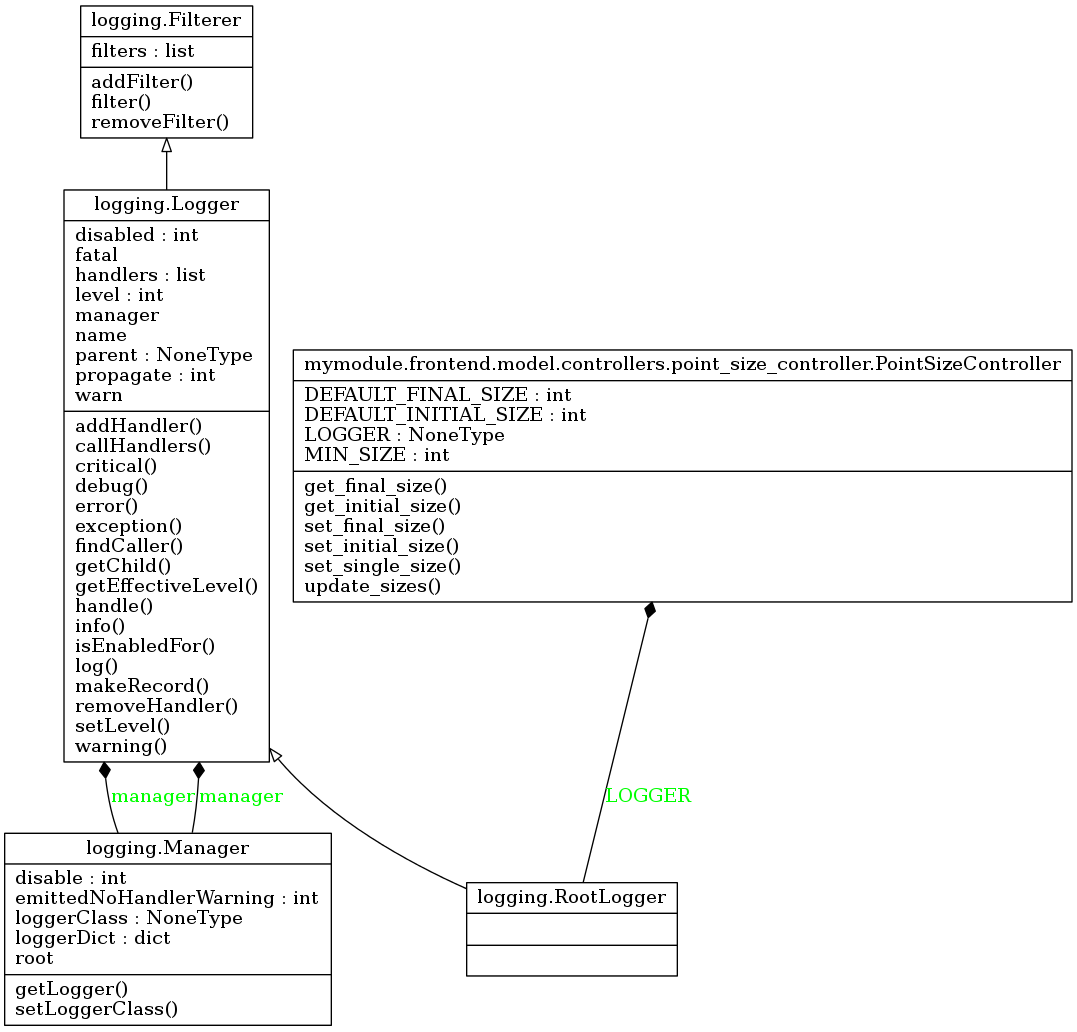 logging.Filterer
filters : list
addFilter()
filter()
removeFilter()
logging.Logger
disabled : int
fatal
handlers : list
level : int
manager
name
parent : NoneType
propagate : int
warn
addHandler()
callHandlers()
critical()
debug()
error()
exception()
findCaller()
getChild()
getEffectiveLevel()
handle()
info()
isEnabledFor()
log()
makeRecord()
removeHandler()
setLevel()
warning()
mymodule.frontend.model.controllers.point_size_controller.PointSizeController
DEFAULT_FINAL_SIZE : int
DEFAULT_INITIAL_SIZE : int
LOGGER : NoneType
MIN_SIZE : int
get_final_size()
get_initial_size()
set_final_size()
set_initial_size()
set_single_size()
update_sizes()
manager
manager
LOGGER
logging.Manager
disable : int
emittedNoHandlerWarning : int
loggerClass : NoneType
loggerDict : dict
root
getLogger()
setLoggerClass()
logging.RootLogger